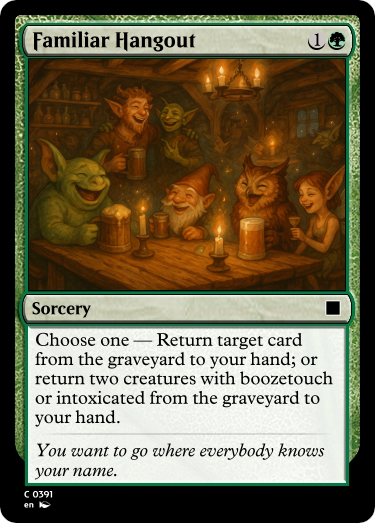 Familiar Hangout 1
Sorcery
Choose one — Return target card
from the graveyard to your hand; or
return two creatures with boozetouch
or intoxicated from the graveyard to
your hand.
You want to go where everybody knows
your name.
C 0391
en